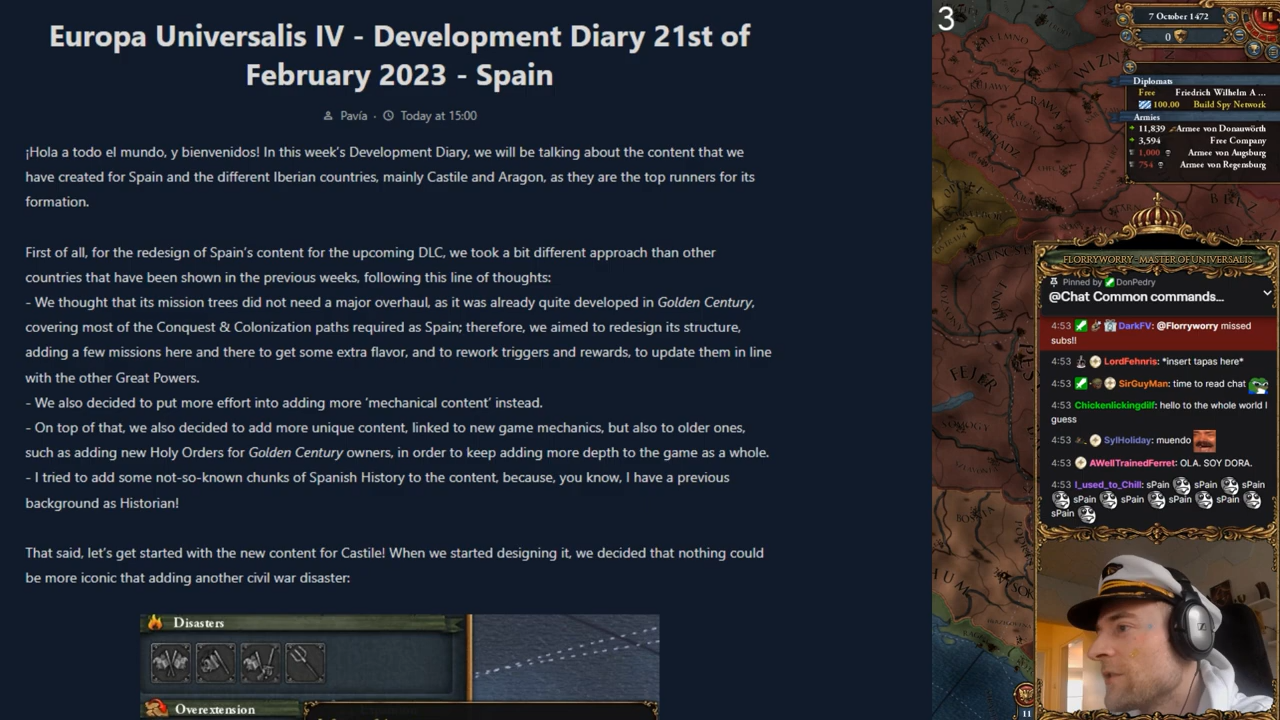 Europa Universalis IV - Development Diary 21st of
February 2023 - Spain
Pavía · Today at 15:00
¡Hola a todo el mundo, y bienvenidos! In this week's Development Diary, we will be talking about the content that we
have created for Spain and the different Iberian countries, mainly Castile and Aragon, as they are the top runners for its
formation.
First of all, for the redesign of Spain's content for the upcoming DLC, we took a bit different approach than other
countries that have been shown in the previous weeks, following this line of thoughts:
- We thought that its mission trees did not need a major overhaul, as it was already quite developed in Golden Century,
covering most of the Conquest & Colonization paths required as Spain; therefore, we aimed to redesign its structure,
adding a few missions here and there to get some extra flavor, and to rework triggers and rewards, to update them in line
with the other Great Powers.
- We also decided to put more effort into adding more 'mechanical content' instead.
- On top of that, we also decided to add more unique content, linked to new game mechanics, but also to older ones,
such as adding new Holy Orders for Golden Century owners, in order to keep adding more depth to the game as a whole.
- I tried to add some not-so-known chunks of Spanish History to the content, because, you know, I have a previous
background as Historian!
That said, let's get started with the new content for Castile! When we started designing it, we decided that nothing could
be more iconic that adding another civil war disaster:
Disasters
Overextension
3
7 October 1472
0
Diplomats
Free Friedrich Wilhelm A ...
100.00 Build Spy Network
Armies
11,839 Armee von Donauwörth
3,594 Free Company
1,000 Armee von Augsburg
754 Armee von Regensburg
WIZN
RAWA
FEJER
BOSNA
FLORRYWORRY - MASTER OF UNIVERSALIS
Pinned by DonPedry
@Chat Common commands...
4:53 DarkFV: @Florryworry missed
subs!!
4:53 LordFehnris: *insert tapas here*
4:53 SirGuyMan: time to read chat
4:53 Chickenlickingdilf: hello to the whole world I
guess
4:53 SylHoliday: muendo
4:53 AWellTrainedFerret: OLA. SOY DORA.
4:53 I_used_to_Chill: sPain sPain sPain
sPain sPain sPain sPain
sPain
11